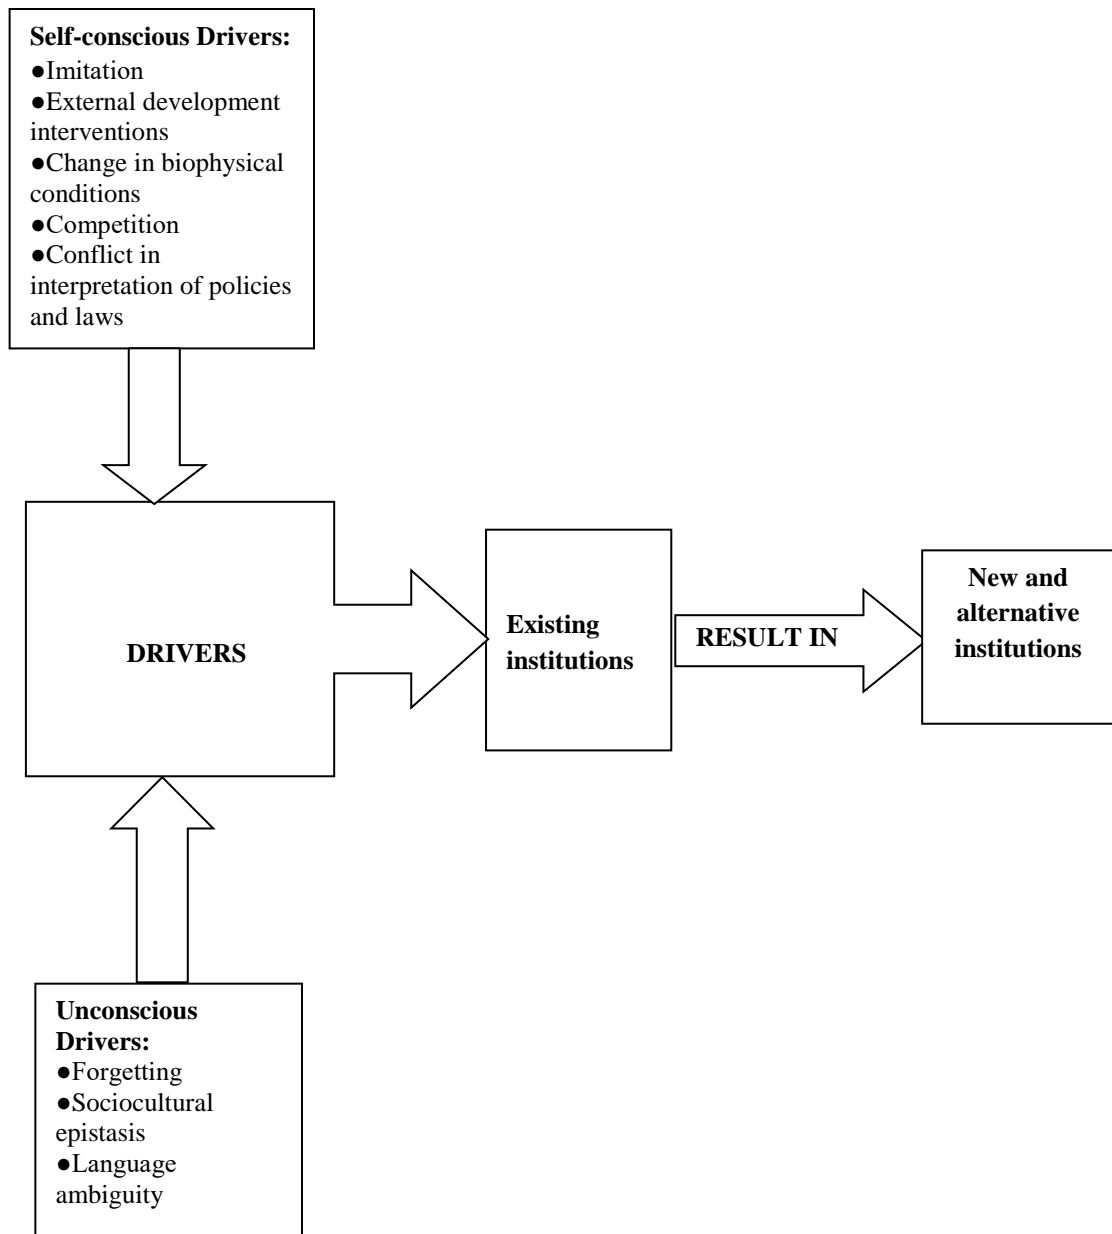 Self-conscious Drivers:
●Imitation
●External development
interventions
●Change in biophysical
conditions
●Competition
●Conflict in
interpretation of policies
and laws
DRIVERS
Existing
institutions
RESULT IN
New and
alternative
institutions
Unconscious
Drivers:
●Forgetting
●Sociocultural
epistasis
●Language
ambiguity